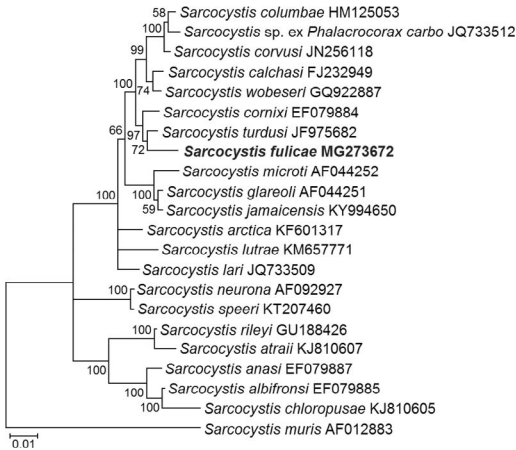 58
Sarcocystis columbae HM125053
100
Sarcocystis sp. ex Phalacrocorax carbo JQ733512
99
Sarcocystis corvusi JN256118
Sarcocystis calchasi FJ232949
100
74
Sarcocystis wobeseri GQ922887
Sarcocystis cornixi EF079884
66
97
Sarcocystis turdusi JF975682
72
Sarcocystis fulicae MG273672
Sarcocystis microti AF044252
100
100
Sarcocystis glareoli AF044251
59
Sarcocystis jamaicensis KY994650
Sarcocystis arctica KF601317
Sarcocystis lutrae KM657771
Sarcocystis lari JQ733509
100
Sarcocystis neurona AF092927
Sarcocystis speeri KT207460
100
Sarcocystis rileyi GU188426
Sarcocystis atraii KJ810607
100
Sarcocystis anasi EF079887
100
Sarcocystis albifronsi EF079885
100
Sarcocystis chloropusae KJ810605
Sarcocystis muris AF012883
0.01